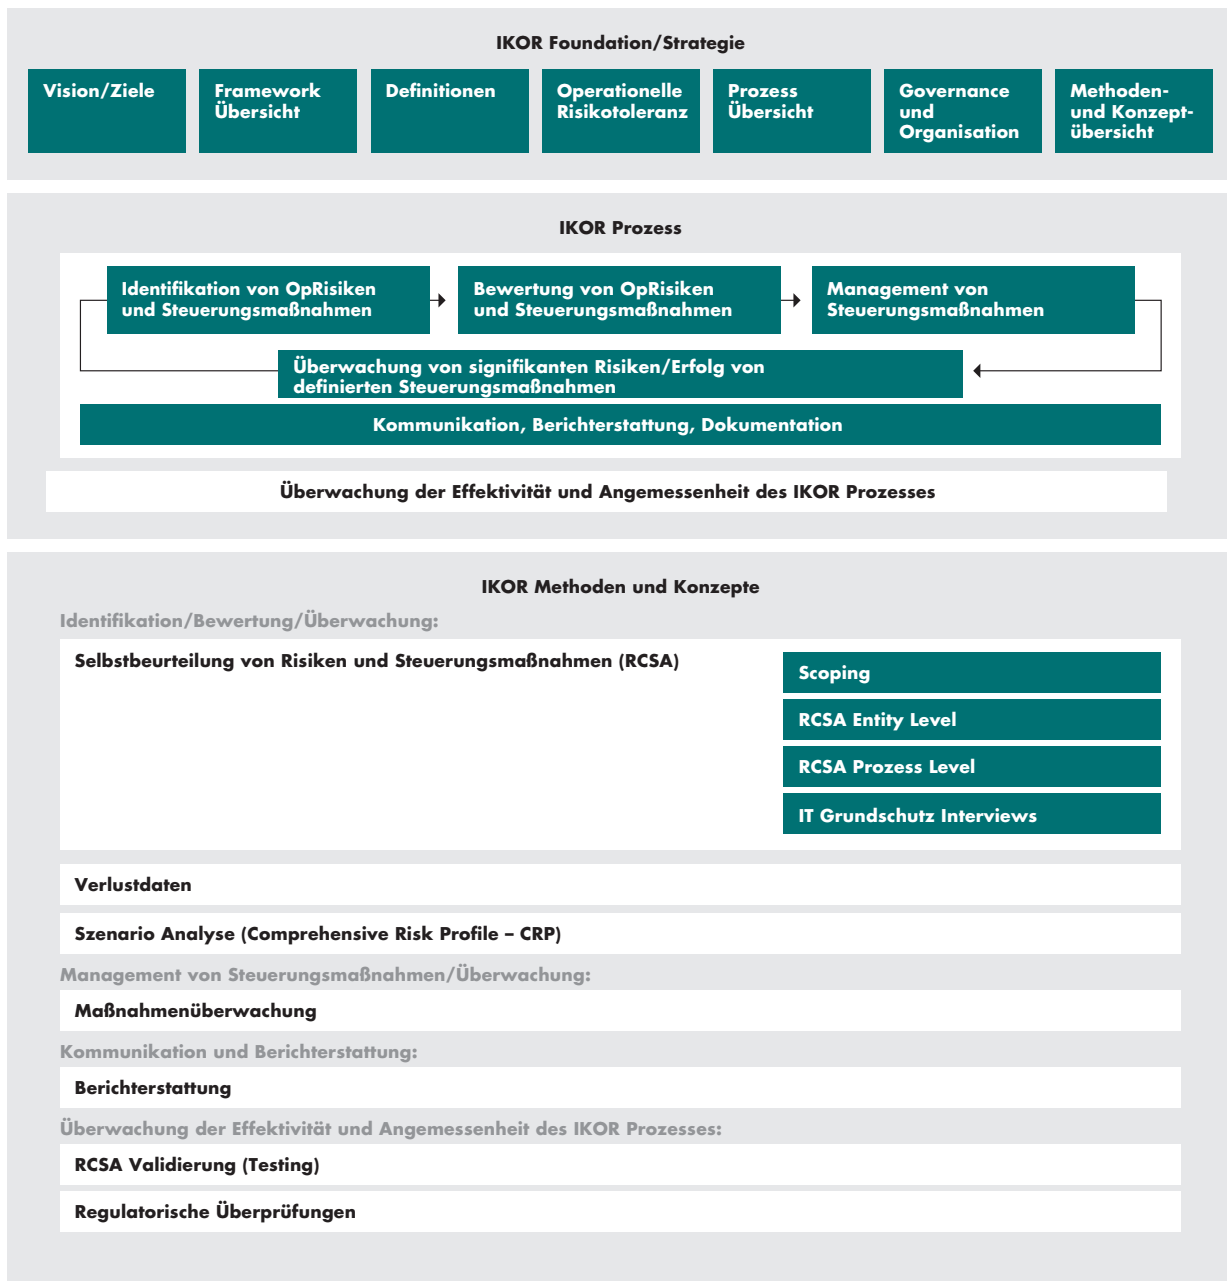 IKOR Foundation/Strategie
Vision/Ziele
Framework
Übersicht
Definitionen
Operationelle
Risikotoleranz
Prozess
Übersicht
Governance
und
Organisation
Methoden-
und Konzept-
übersicht
IKOR Prozess
Identifikation von OpRisiken
und Steuerungsmaßnahmen
Bewertung von OpRisiken
und Steuerungsmaßnahmen
Management von
Steuerungsmaßnahmen
Überwachung von signifikanten Risiken/Erfolg von
definierten Steuerungsmaßnahmen
Kommunikation, Berichterstattung, Dokumentation
Überwachung der Effektivität und Angemessenheit des IKOR Prozesses
IKOR Methoden und Konzepte
Identifikation/Bewertung/Überwachung:
Selbstbeurteilung von Risiken und Steuerungsmaßnahmen (RCSA)
Scoping
RCSA Entity Level
RCSA Prozess Level
IT Grundschutz Interviews
Verlustdaten
Szenario Analyse (Comprehensive Risk Profile – CRP)
Management von Steuerungsmaßnahmen/Überwachung:
Maßnahmenüberwachung
Kommunikation und Berichterstattung:
Berichterstattung
Überwachung der Effektivität und Angemessenheit des IKOR Prozesses:
RCSA Validierung (Testing)
Regulatorische Überprüfungen